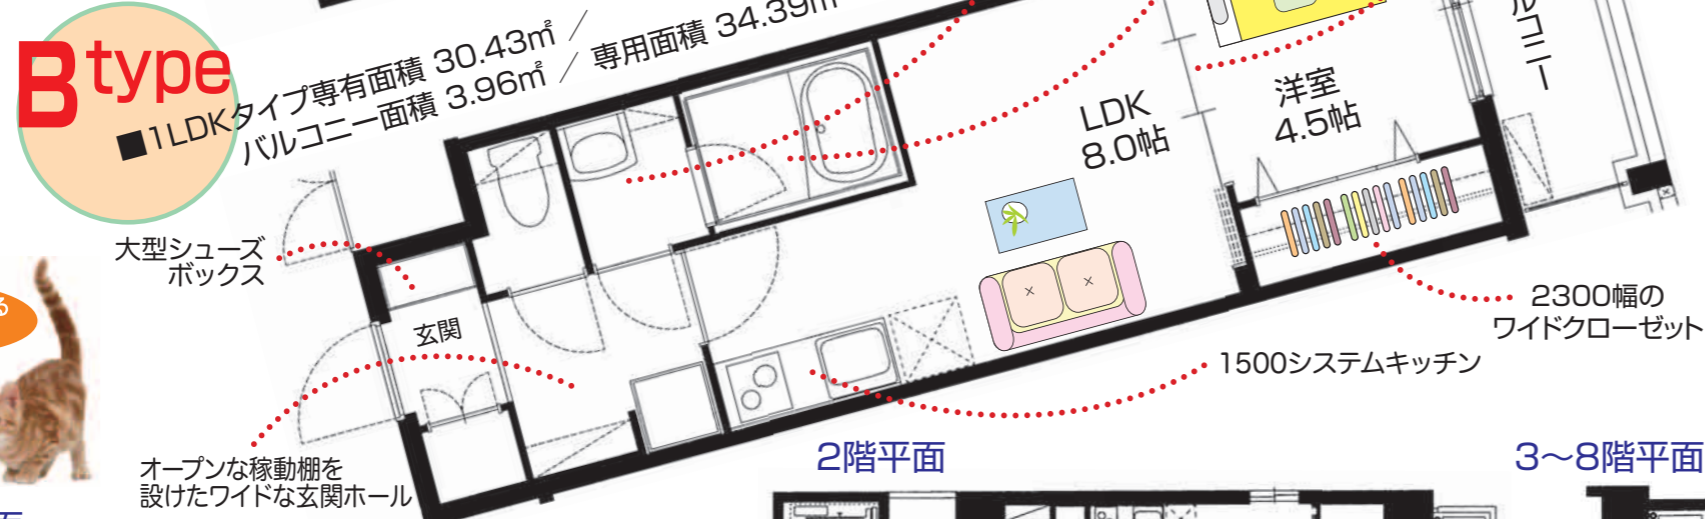 B type
■1LDKタイプ専有面積 30.43㎡ /
バルコニー面積 3.96㎡ / 専用面積 34.39㎡
ルコニー
洋室
4.5帖
LDK
8.0帖
大型シューズ
ボックス
る
玄関
2300幅の
ワイドクローゼット
1500システムキッチン
オープンな稼動棚を
設けたワイドな玄関ホール
2階平面
3〜8階平面